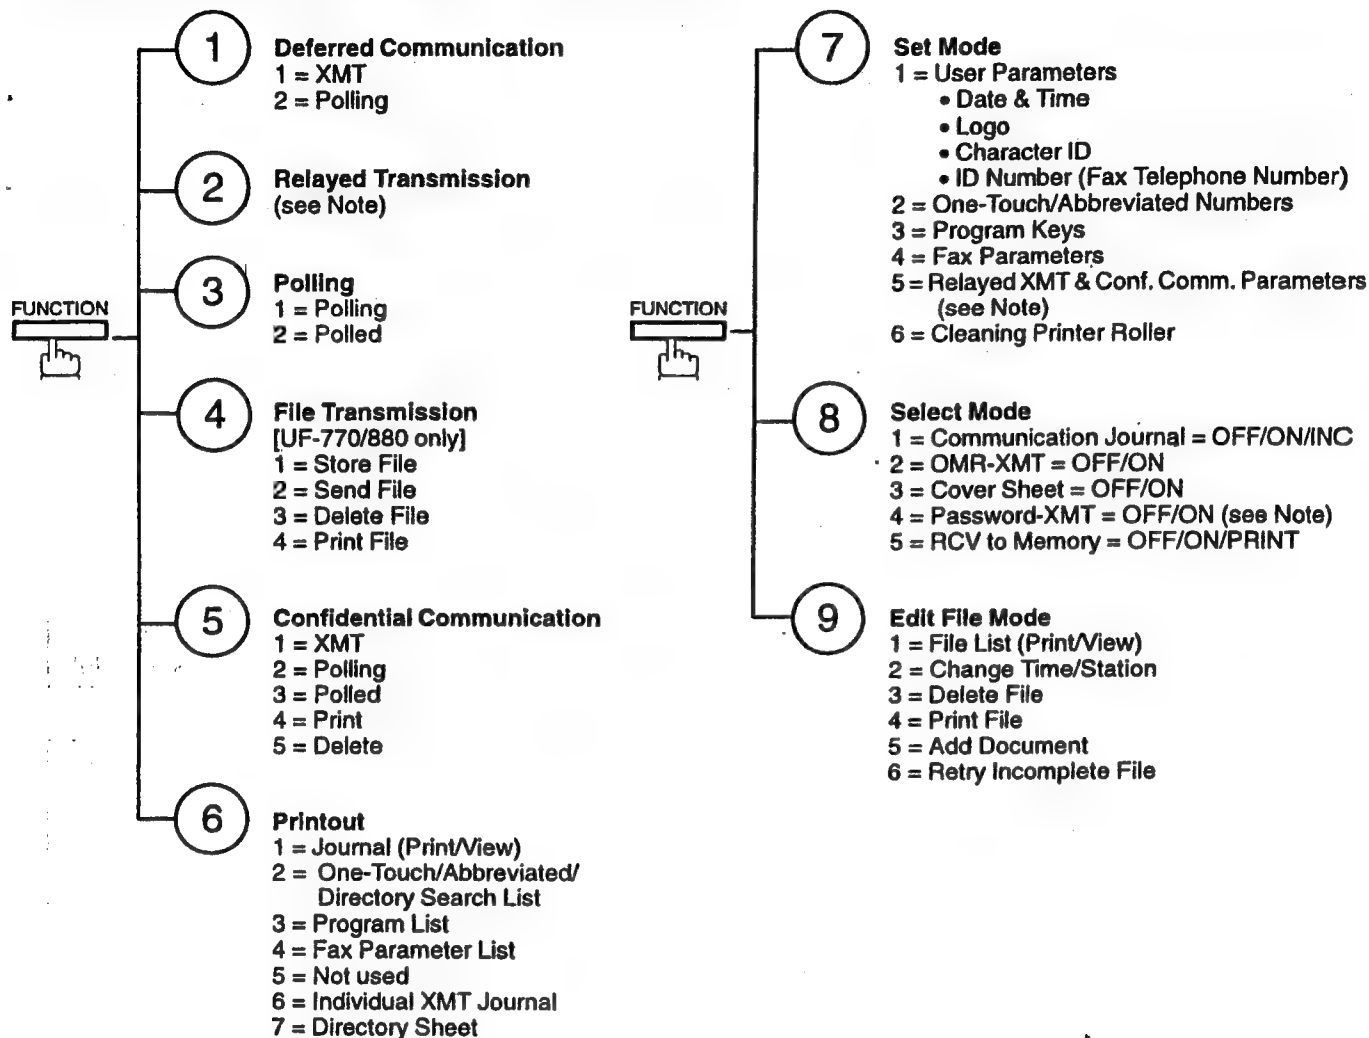 FUNCTION
1
Deferred Communication
1 = XMT
2 = Polling
2
Relayed Transmission
(see Note)
3
Polling
1 = Polling
2 = Polled
4
File Transmission
[UF-770/880 only]
1 = Store File
2 = Send File
3 = Delete File
4 = Print File
5
Confidential Communication
1 = XMT
2 = Polling
3 = Polled
4 = Print
5 = Delete
6
Printout
1 = Journal (Print/View)
2 = One-Touch/Abbreviated/
Directory Search List
3 = Program List
4 = Fax Parameter List
5 = Not used
6 = Individual XMT Journal
7 = Directory Sheet
FUNCTION
7
Set Mode
1 = User Parameters
• Date & Time
• Logo
• Character ID
• ID Number (Fax Telephone Number)
2 = One-Touch/Abbreviated Numbers
3 = Program Keys
4 = Fax Parameters
5 = Relayed XMT & Conf. Comm. Parameters
(see Note)
6 = Cleaning Printer Roller
8
Select Mode
1 = Communication Journal = OFF/ON/INC
2 = OMR-XMT = OFF/ON
3 = Cover Sheet = OFF/ON
4 = Password-XMT = OFF/ON (see Note)
5 = RCV to Memory = OFF/ON/PRINT
9
Edit File Mode
1 = File List (Print/View)
2 = Change Time/Station
3 = Delete File
4 = Print File
5 = Add Document
6 = Retry Incomplete File